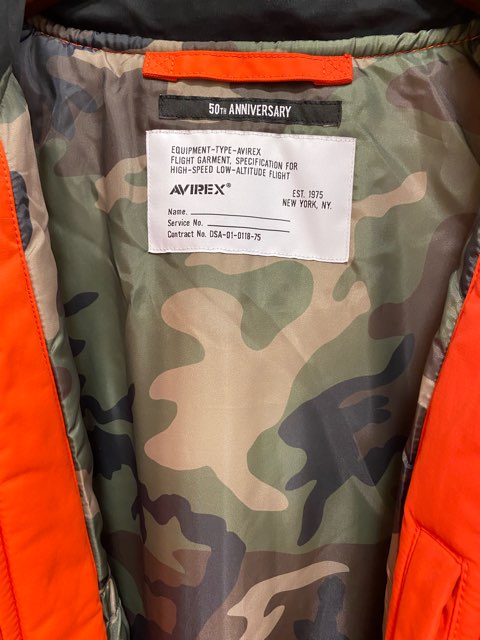 50TH ANNIVERSARY
EQUIPMENT-TYPE-AVIREX
FLIGHT GARMENT, SPECIFICATION FOR
HIGH-SPEED LOW-ALTITUDE FLIGHT
AVIREX®
EST. 1975
NEW YORK, NY.
Name.
Service No.
Contract No. DSA-01-0118-75